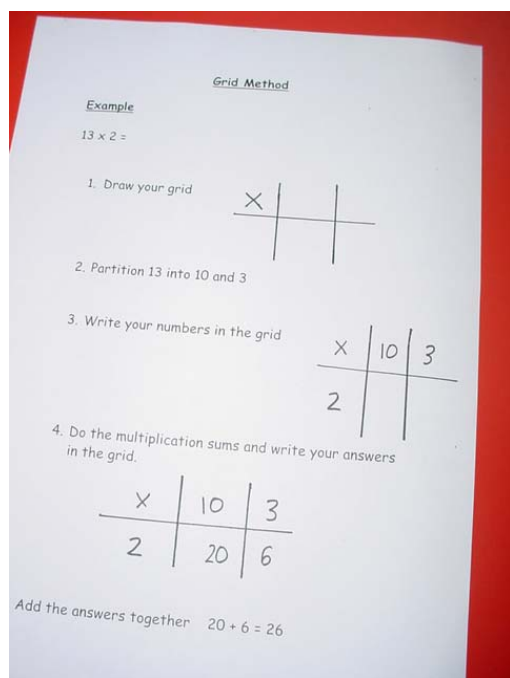 Grid Method
Example
13 x 2 =
1. Draw your grid
X
2. Partition 13 into 10 and 3
3. Write your numbers in the grid
X 10 3
2
4. Do the multiplication sums and write your answers
in the grid.
X 10 3
2 20 6
Add the answers together 20 + 6 = 26